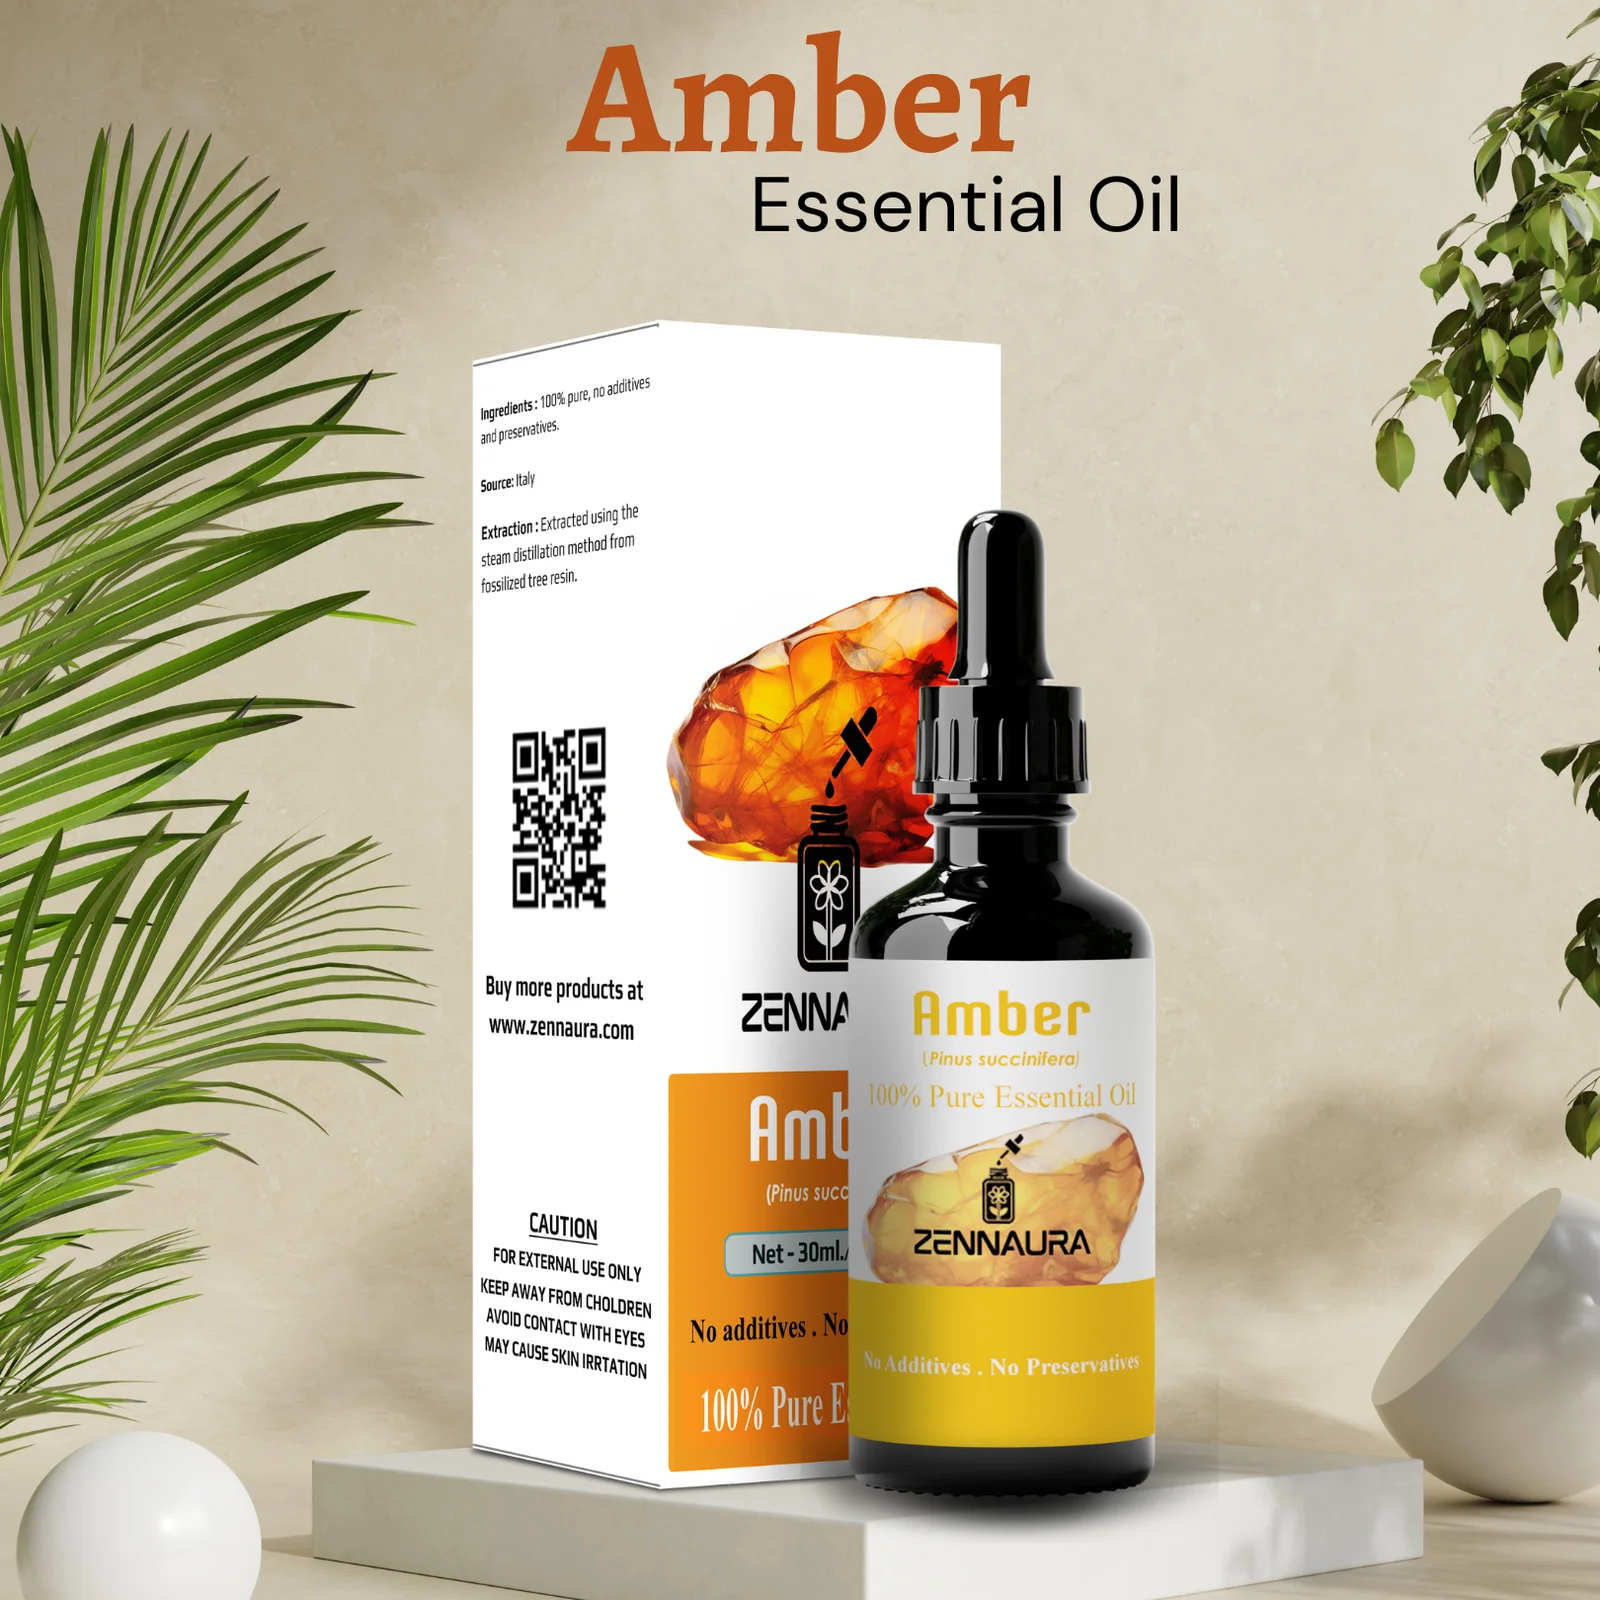 Amber
Essential Oil
Ingredients : 100% pure, no additives
and preservatives.
Source: Italy
Extraction : Extracted using the
steam distillation method from
fossilized tree resin.
Buy more products at
www.zennaura.com
CAUTION
FOR EXTERNAL USE ONLY
KEEP AWAY FROM CHOLDREN
AVOID CONTACT WITH EYES
MAY CAUSE SKIN IRRTATION
ZENNA
Amb
(Pinus succ
Net - 30ml.
No additives . No
100% Pure Es
Amber
(Pinus succinifera)
100% Pure Essential Oil
ZENNAURA
No Additives . No Preservatives